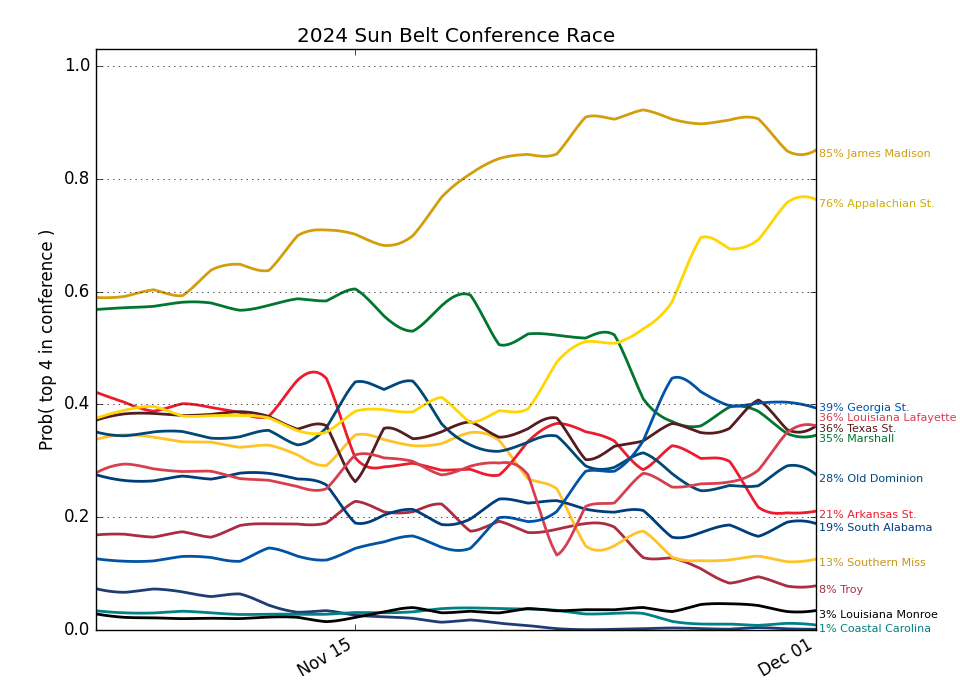 2024 Sun Belt Conference Race
Prob( top 4 in conference )
1.0
0.8
0.6
0.4
0.2
0.0
Nov 15
Dec 01
85% James Madison
76% Appalachian St.
39% Georgia St.
36% Louisiana Lafayette
36% Texas St.
35% Marshall
28% Old Dominion
21% Arkansas St.
19% South Alabama
13% Southern Miss
8% Troy
3% Louisiana Monroe
1% Coastal Carolina